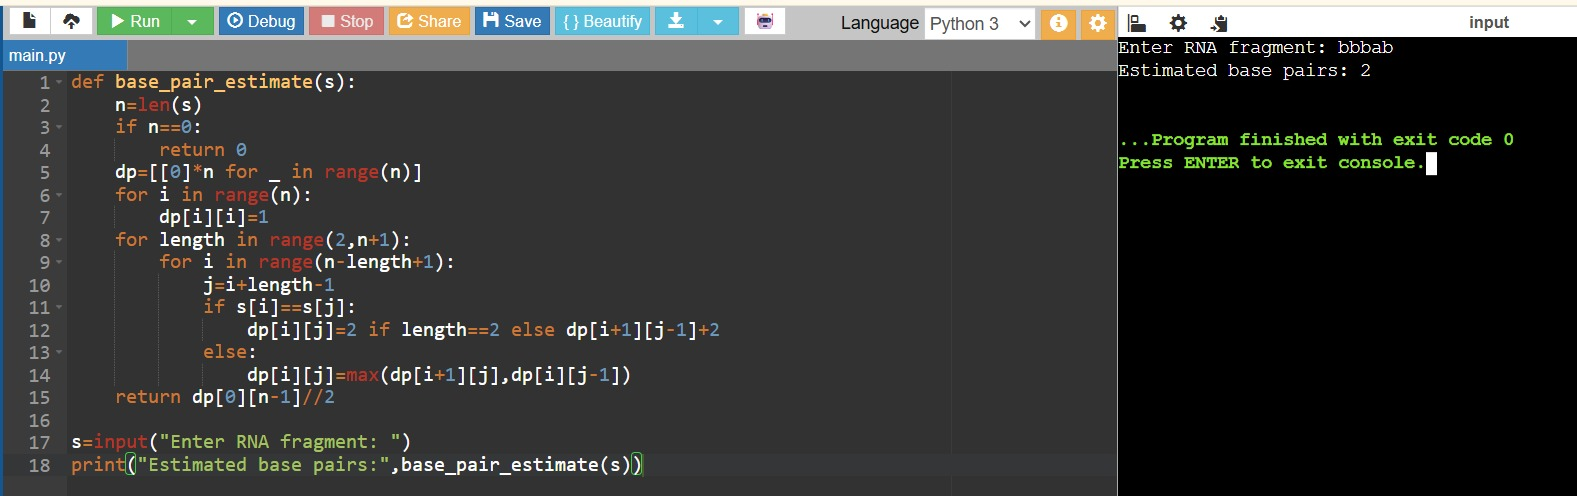 Run Debug Stop Share Save { } Beautify Language Python 3 input
main.py
1 def base_pair_estimate(s):
2     n=len(s)
3     if n==0:
4         return 0
5     dp=[[0]*n for _ in range(n)]
6     for i in range(n):
7         dp[i][i]=1
8     for length in range(2,n+1):
9         for i in range(n-length+1):
10             j=i+length-1
11             if s[i]==s[j]:
12                 dp[i][j]=2 if length==2 else dp[i+1][j-1]+2
13             else:
14                 dp[i][j]=max(dp[i+1][j],dp[i][j-1])
15     return dp[0][n-1]//2
16
17 s=input("Enter RNA fragment: ")
18 print("Estimated base pairs:",base_pair_estimate(s))
Enter RNA fragment: bbbab
Estimated base pairs: 2
...Program finished with exit code 0
Press ENTER to exit console.